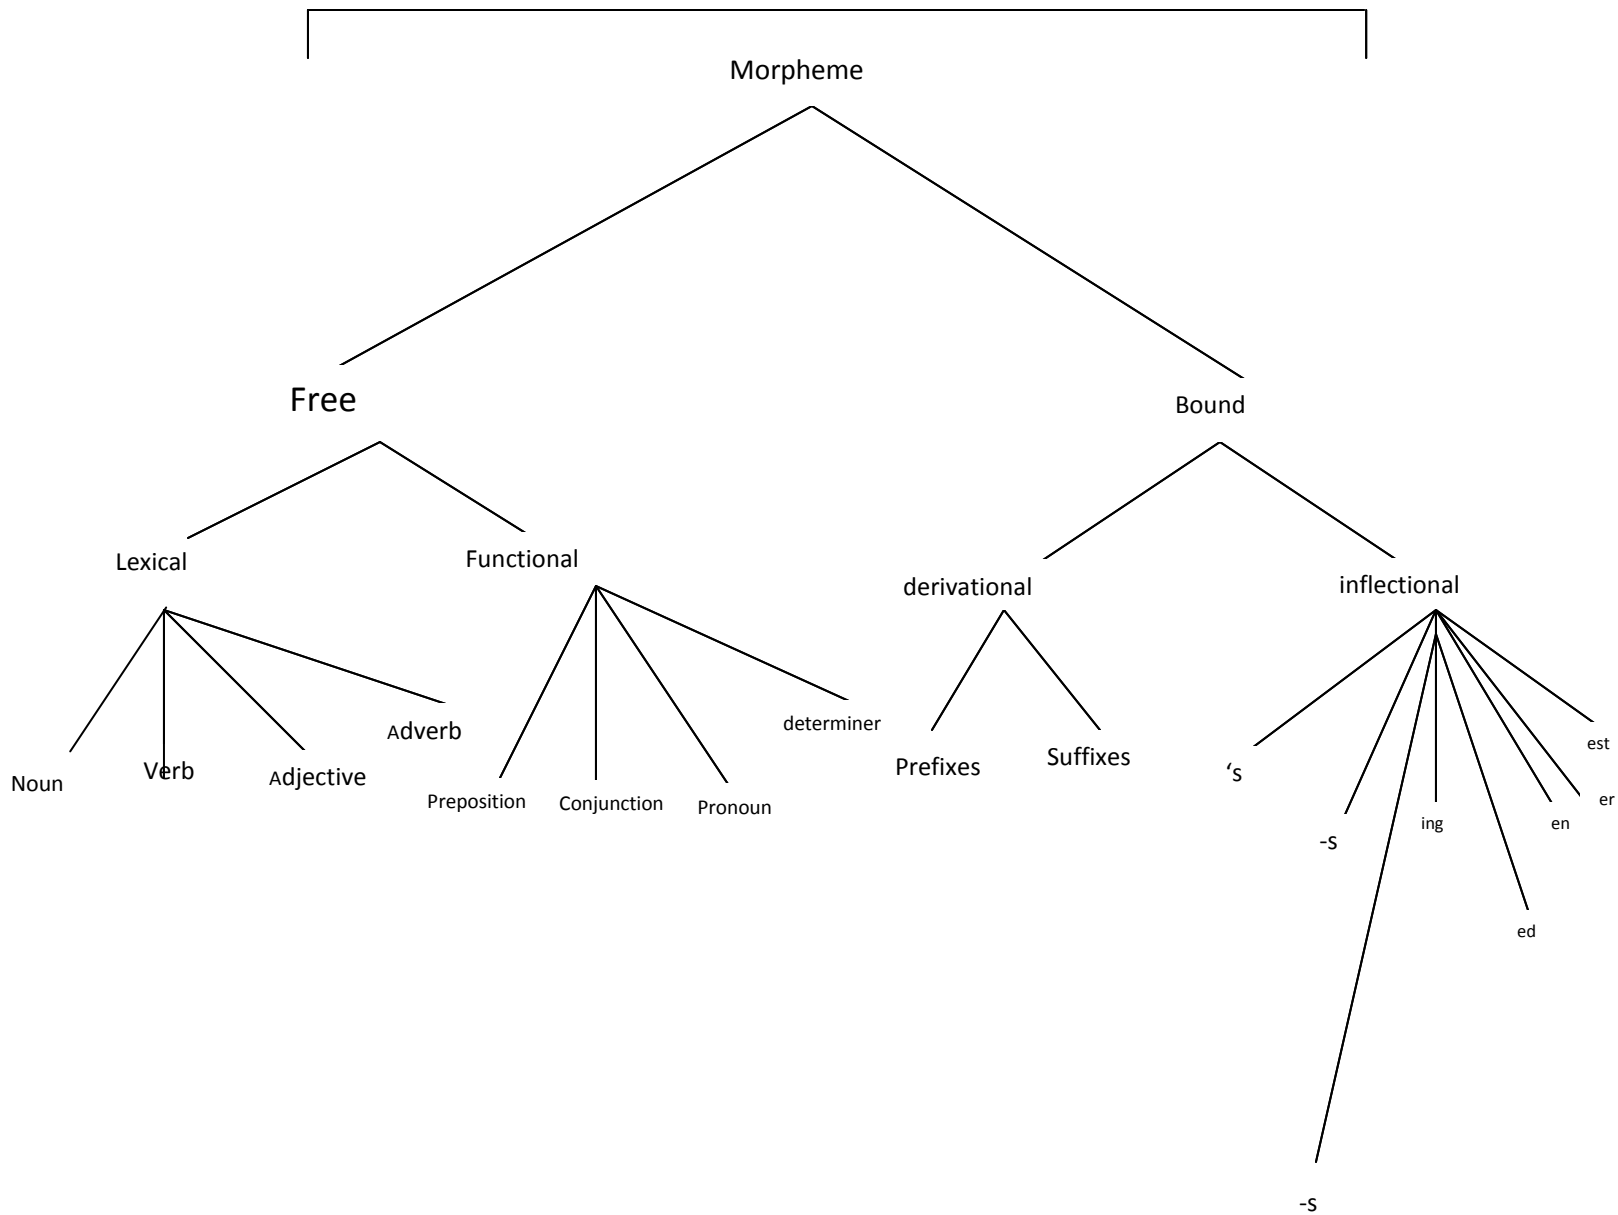 Morpheme
Free
Bound
Lexical
Functional
derivational
inflectional
Noun
Verb
Adjective
Adverb
Preposition
Conjunction
Pronoun
determiner
Prefixes
Suffixes
‘s
-s
-s
ing
ed
en
er
est